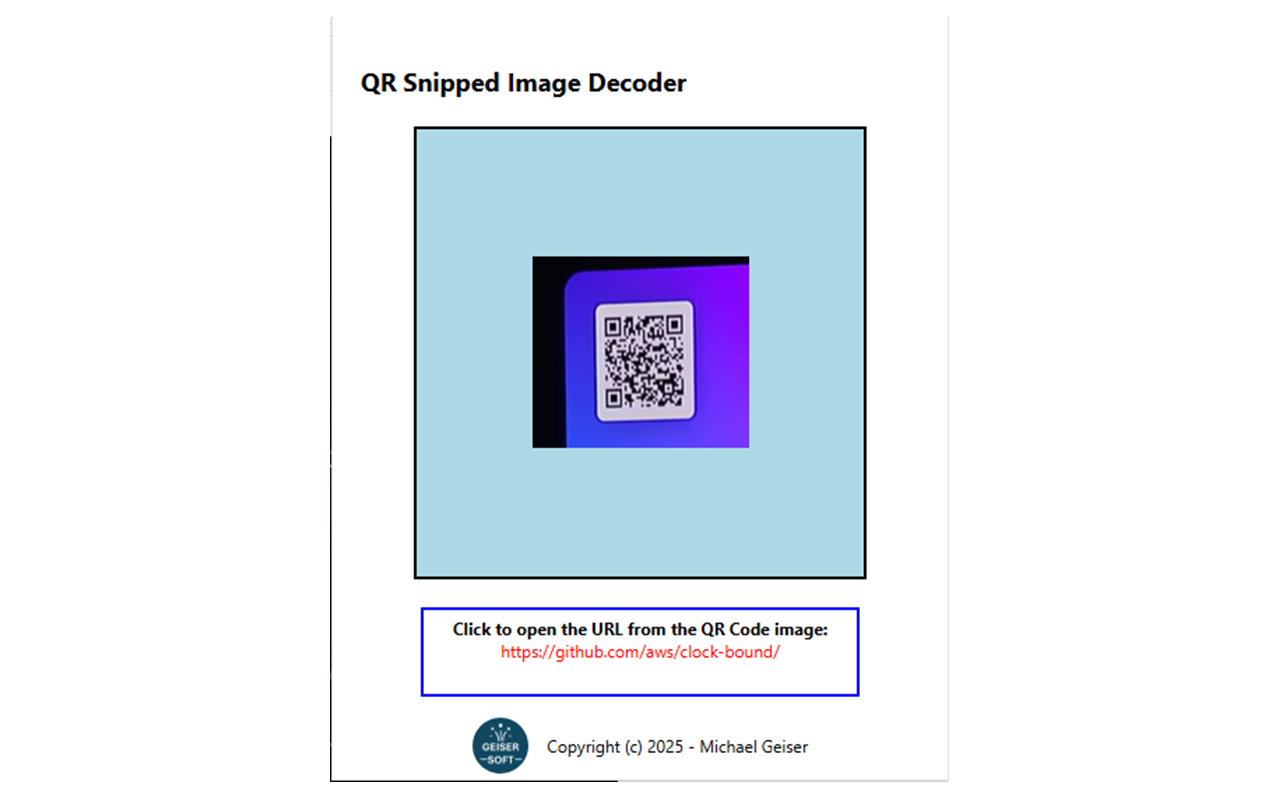 QR Snipped Image Decoder
Click to open the URL from the QR Code image:
https://github.com/aws/clock-bound/
GEISER
SOFT
Copyright (c) 2025 - Michael Geiser